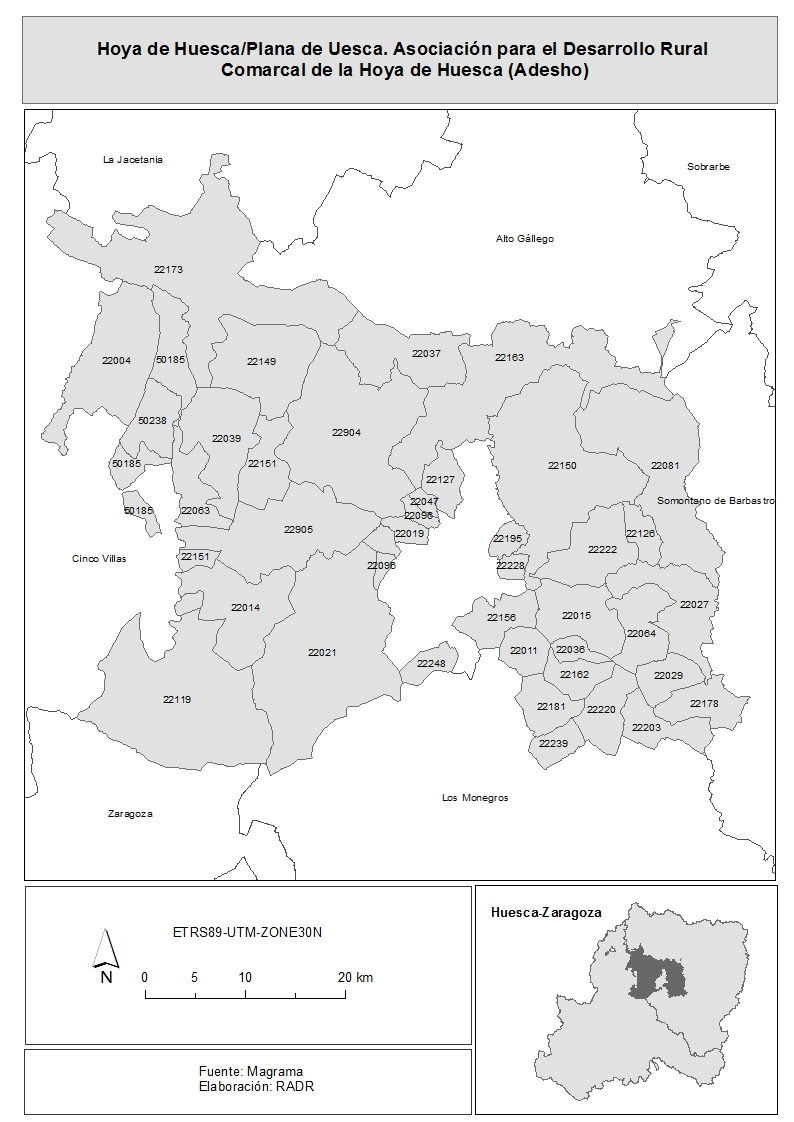 Hoya de Huesca/Plana de Uesca. Asociación para el Desarrollo Rural
Comarcal de la Hoya de Huesca (Adesho)
La Jacetania
Sobrarbe
Alto Gállego
22173
22004
50185
22149
22037
22163
50238
22039
22904
50185
22151
22150
22081
22127
50185
22063
22047
22096
Somontano de Barbastro
22905
22019
22195
22126
22222
Cinco Villas
22151
22096
22228
22014
22156
22015
22027
22064
22021
22248
22011
22036
22162
22029
22119
22181
22220
22178
22203
22239
Los Monegros
Zaragoza
ETRS89-UTM-ZONE30N
N
0 5 10 20 km
Fuente: Magrama
Elaboración: RADR
Huesca-Zaragoza